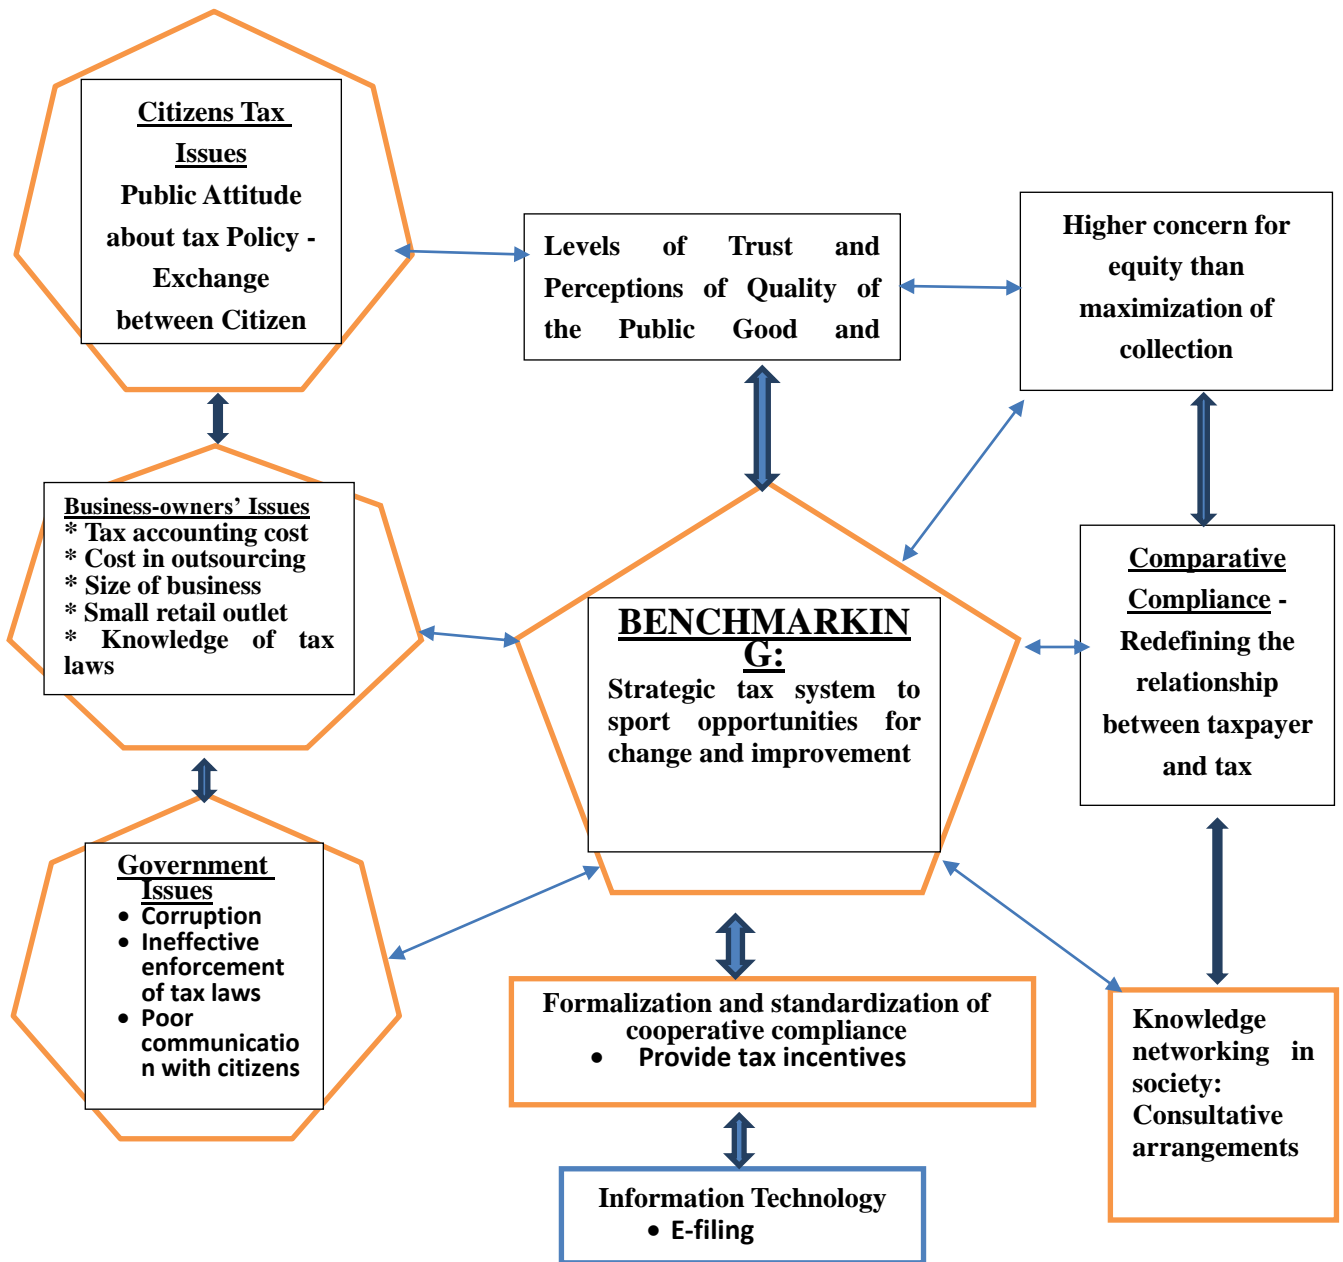 Citizens Tax
Issues
Public Attitude
about tax Policy -
Exchange
between Citizen
Levels of Trust and
Perceptions of Quality of
the Public Good and
Higher concern for
equity than
maximization of
collection
Business-owners' Issues
* Tax accounting cost
* Cost in outsourcing
* Size of business
* Small retail outlet
* Knowledge of tax
laws
BENCHMARKIN
G:
Strategic tax system to
sport opportunities for
change and improvement
Comparative
Compliance -
Redefining the
relationship
between taxpayer
and tax
Government
Issues
• Corruption
• Ineffective
enforcement
of tax laws
• Poor
communicatio
n with citizens
Formalization and standardization of
cooperative compliance
• Provide tax incentives
Knowledge
networking in
society:
Consultative
arrangements
Information Technology
• E-filing